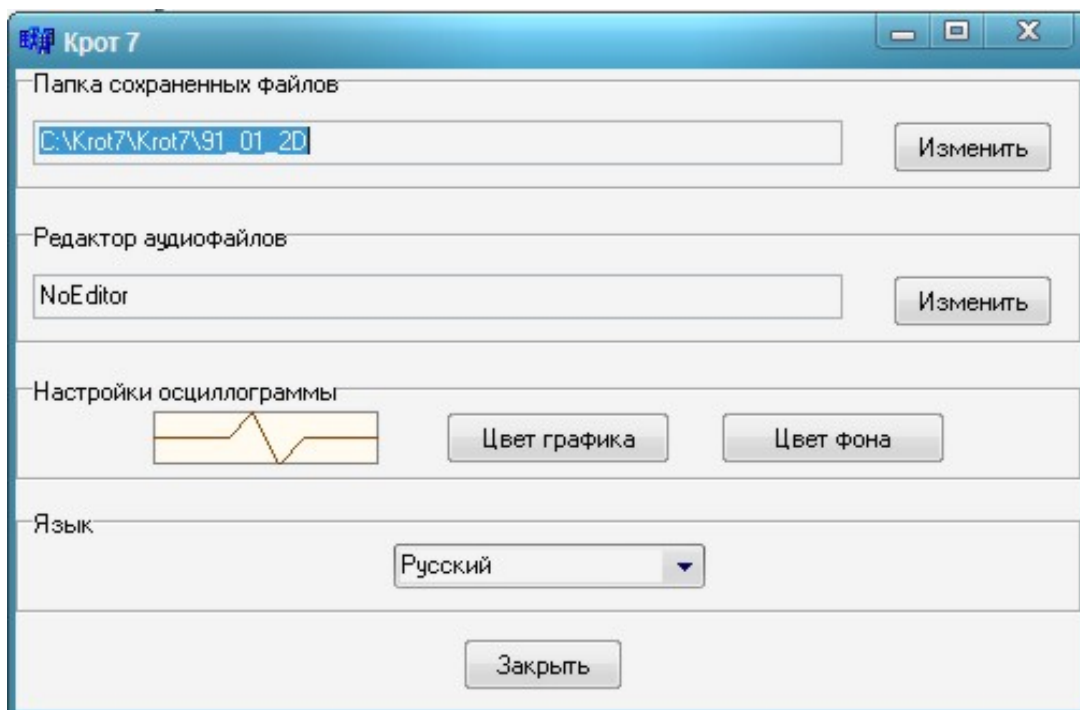 Крот 7
Папка сохраненных файлов
C:\Krot7\Krot7\91_01_2D
Изменить
Редактор аудиофайлов
NoEditor
Изменить
Настройки осциллограммы
Цвет графика
Цвет фона
Язык
Русский
Закрыть